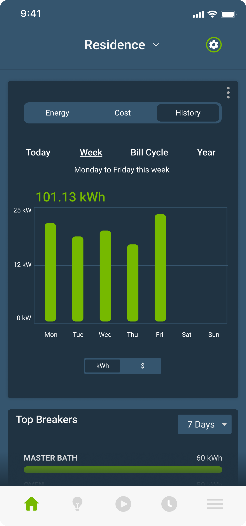 9:41
Residence
Energy Cost History
Today Week Bill Cycle Year
Monday to Friday this week
101.13 kWh
25 kW
12 kW
0 kW
Mon Tue Wed Thu Fri Sat Sun
kWh $
Top Breakers
7 Days
MASTER BATH 60 kWh